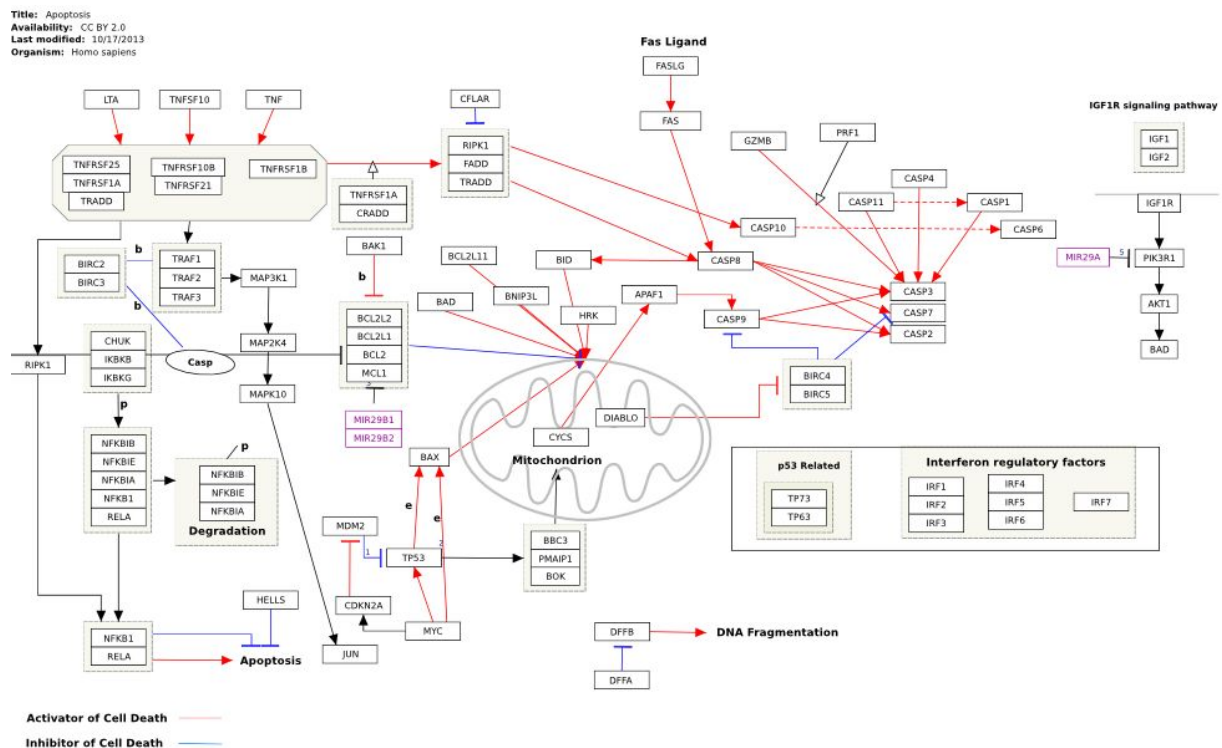 Title: Apoptosis
Availability: CC BY 2.0
Last modified: 10/17/2013
Organism: Homo sapiens
Fas Ligand
FASLG
FAS
LTA
TNFSF10
TNF
CFLAR
GZMB
PRF1
IGF1R signaling pathway
IGF1
IGF2
TNFRSF25
TNFRSF1A
TRADD
TNFRSF10B
TNFRSF21
TNFRSF1B
RIPK1
FADD
TRADD
TNFRSF1A
CRADD
CASP4
CASP11
CASP1
CASP10
CASP6
IGF1R
MIR29A
5
PIK3R1
AKT1
BAD
BIRC2
BIRC3
b
b
TRAF1
TRAF2
TRAF3
MAP3K1
BAK1
b
BCL2L11
BID
CASP8
BAD
BNIP3L
HRK
APAF1
CASP9
CASP3
CASP7
CASP2
BCL2L2
BCL2L1
BCL2
MCL1
MAP2K4
MAPK10
RIPK1
CHUK
IKBKB
IKBKG
Casp
p
MIR29B1
MIR29B2
BIRC4
BIRC5
DIABLO
CYCS
Mitochondrion
BAX
NFKBIB
NFKBIE
NFKBIA
NFKB1
RELA
p
NFKBIB
NFKBIE
NFKBIA
Degradation
e
e
MDM2
1
TP53
2
BBC3
PMAIP1
BOK
p53 Related
TP73
TP63
Interferon regulatory factors
IRF1
IRF2
IRF3
IRF4
IRF5
IRF6
IRF7
HELLS
CDKN2A
MYC
JUN
NFKB1
RELA
Apoptosis
DFFB
DNA Fragmentation
DFFA
Activator of Cell Death
Inhibitor of Cell Death